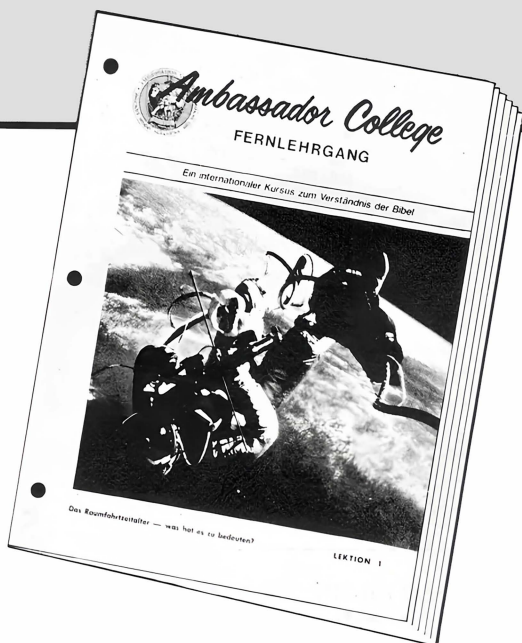 Ambassador College
FERNLEHRGANG
Ein internationaler Kursus zum Verständnis der Bibel
Das Raumfahrtzeitalter — was hat es zu bedeuten?
LEKTION 1